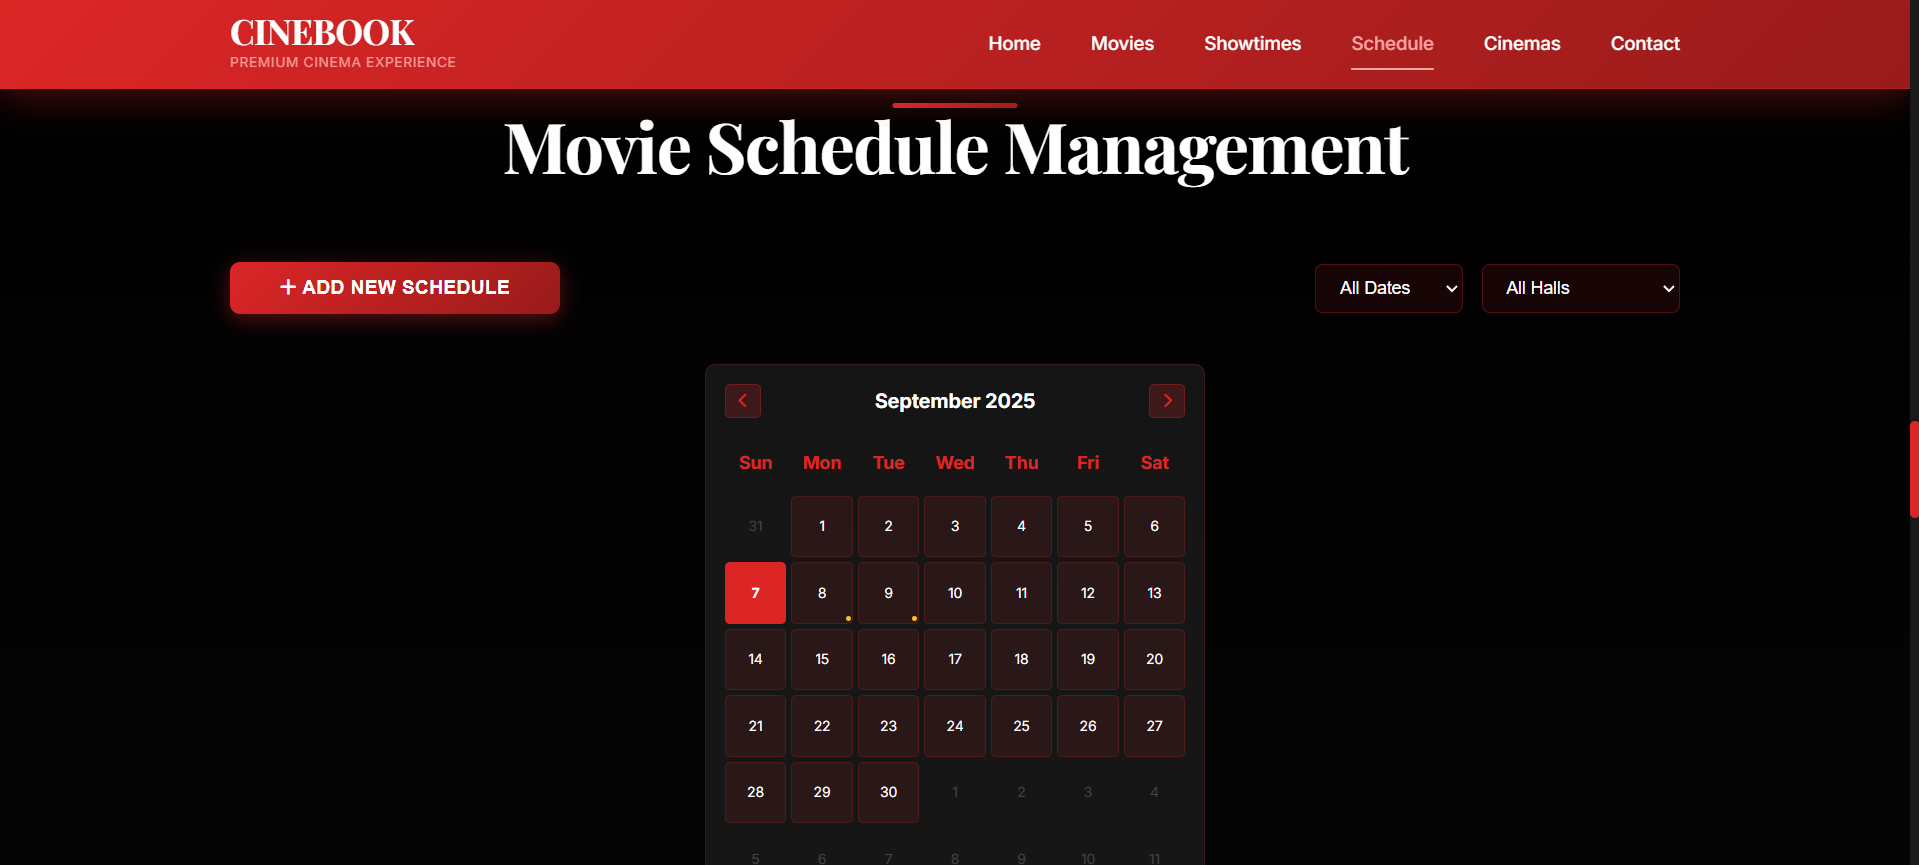 CINEBOOK
PREMIUM CINEMA EXPERIENCE
Home Movies Showtimes Schedule Cinemas Contact
Movie Schedule Management
+ ADD NEW SCHEDULE
All Dates All Halls
September 2025
Sun Mon Tue Wed Thu Fri Sat
31 1 2 3 4 5 6
7 8 9 10 11 12 13
14 15 16 17 18 19 20
21 22 23 24 25 26 27
28 29 30 1 2 3 4
5 6 7 8 9 10 11